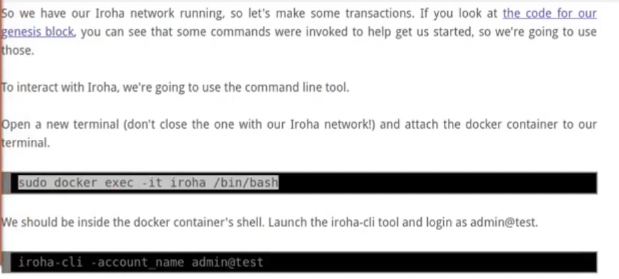 So we have our Iroha network running, so let's make some transactions. If you look at the code for our
genesis block, you can see that some commands were invoked to help get us started, so we're going to use
those.
To interact with Iroha, we're going to use the command line tool.
Open a new terminal (don't close the one with our Iroha network!) and attach the docker container to our
terminal.
sudo docker exec -it iroha /bin/bash
We should be inside the docker container's shell. Launch the iroha-cli tool and login as admin@test.
iroha-cli -account_name admin@test